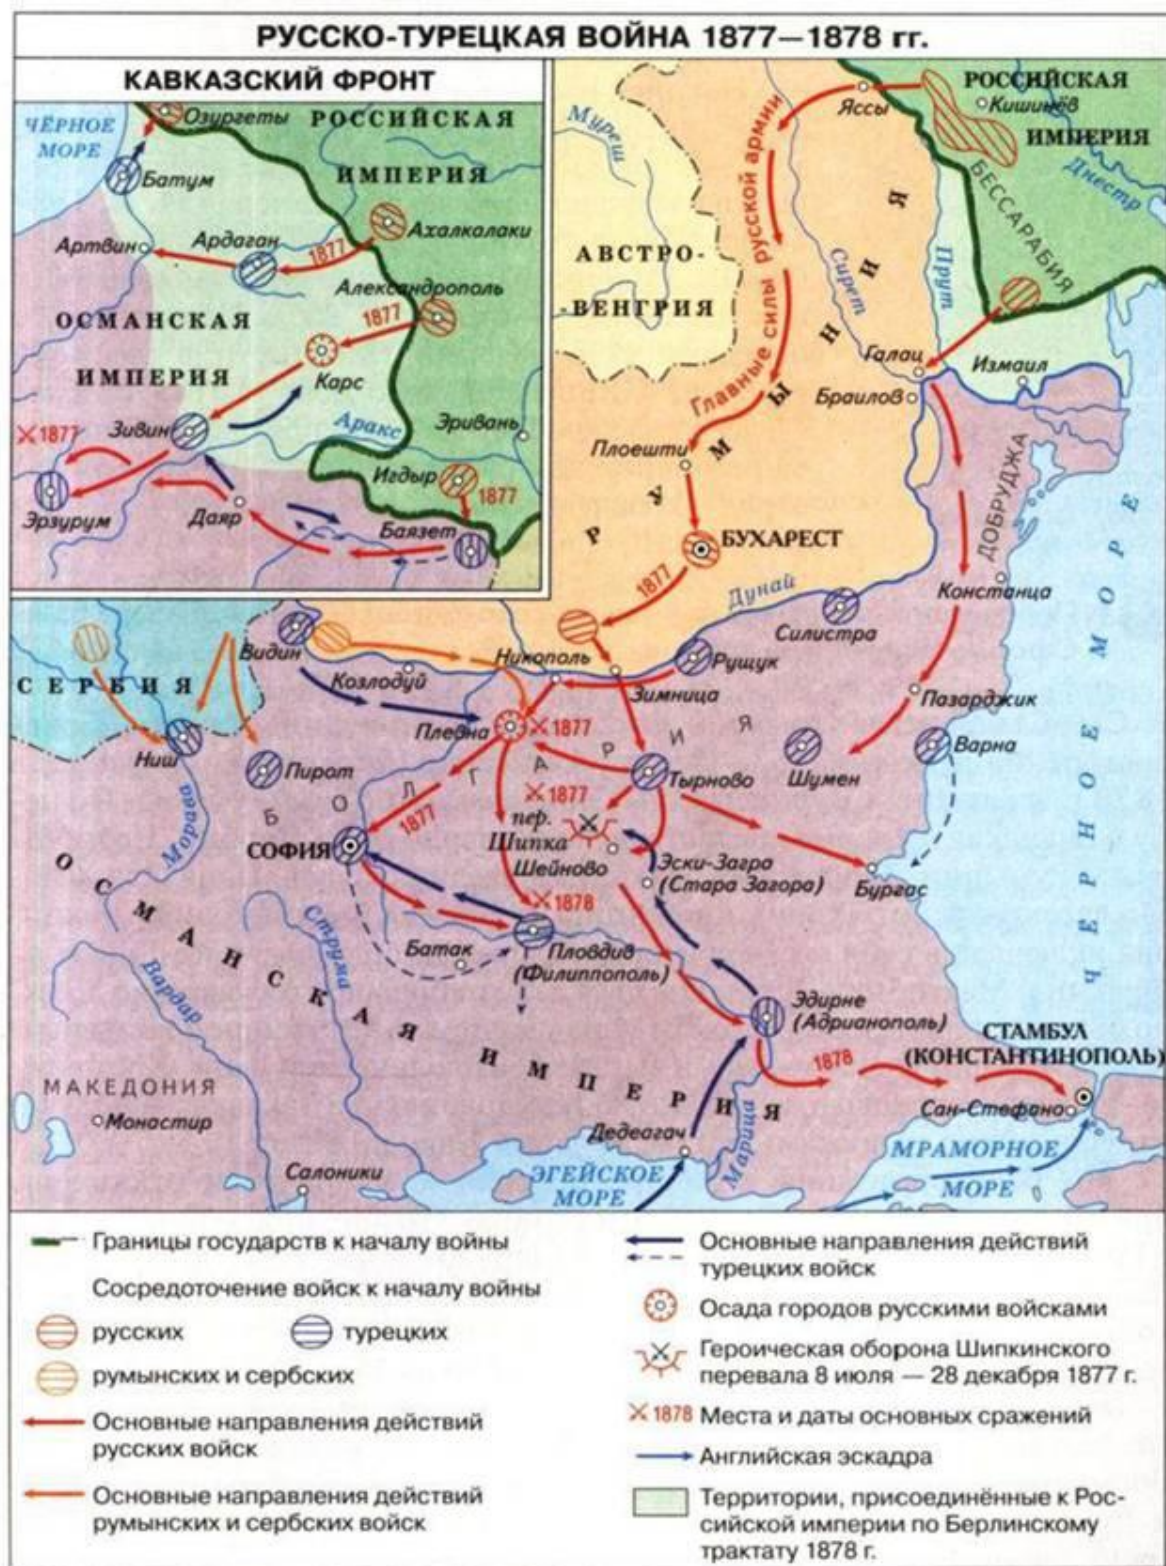 РУССКО-ТУРЕЦКАЯ ВОЙНА 1877—1878 гг.
КАВКАЗСКИЙ ФРОНТ
ЧЁРНОЕ
МОРЕ
Озургеты
РОССИЙСКАЯ
ИМПЕРИЯ
Батум
Артвин
Ардаган
1877
Ахалкалаки
Александрополь
1877
ОСМАНСКАЯ
ИМПЕРИЯ
Карс
Зивин
Аракс
Эривань
1877
Игдыр
1877
Эрзурум
Даяр
Баязет
РОССИЙСКАЯ
ИМПЕРИЯ
Кишинёв
Яссы
Муреш
Днестр
БЕССАРАБИЯ
АВСТРО-
-ВЕНГРИЯ
Главные силы русской армии
Сирет
Прут
РУМЫНИЯ
Галац
Измаил
Браилов
Плоешти
ДОБРУДЖА
БУХАРЕСТ
1877
Дунай
Констанца
Силистра
Видин
Козлодуй
Никополь
Рущук
Зимница
Пазарджик
СЕРБИЯ
Ниш
Пирот
Плевна
1877
Тырново
Шумен
Варна
БОЛГАРИЯ
1877
1877
Морава
СОФИЯ
пер.
Шипка
Шейново
Эски-Загра
(Стара Загора)
Бургас
1878
Струма
Батак
Пловдив
(Филиппополь)
Вардар
ОСМАНСКАЯ ИМПЕРИЯ
Эдирне
(Адрианополь)
1878
СТАМБУЛ
(КОНСТАНТИНОПОЛЬ)
Сан-Стефано
МАКЕДОНИЯ
Монастир
Дедеагач
Марица
МРАМОРНОЕ
МОРЕ
Салоники
ЭГЕЙСКОЕ
МОРЕ
ЧЕРНОЕ МОРЕ
Границы государств к началу войны
Сосредоточение войск к началу войны
русских
турецких
румынских и сербских
Основные направления действий
русских войск
Основные направления действий
румынских и сербских войск
Основные направления действий
турецких войск
Осада городов русскими войсками
Героическая оборона Шипкинского
перевала 8 июля — 28 декабря 1877 г.
1878 Места и даты основных сражений
Английская эскадра
Территории, присоединённые к Рос-
сийской империи по Берлинскому
трактату 1878 г.